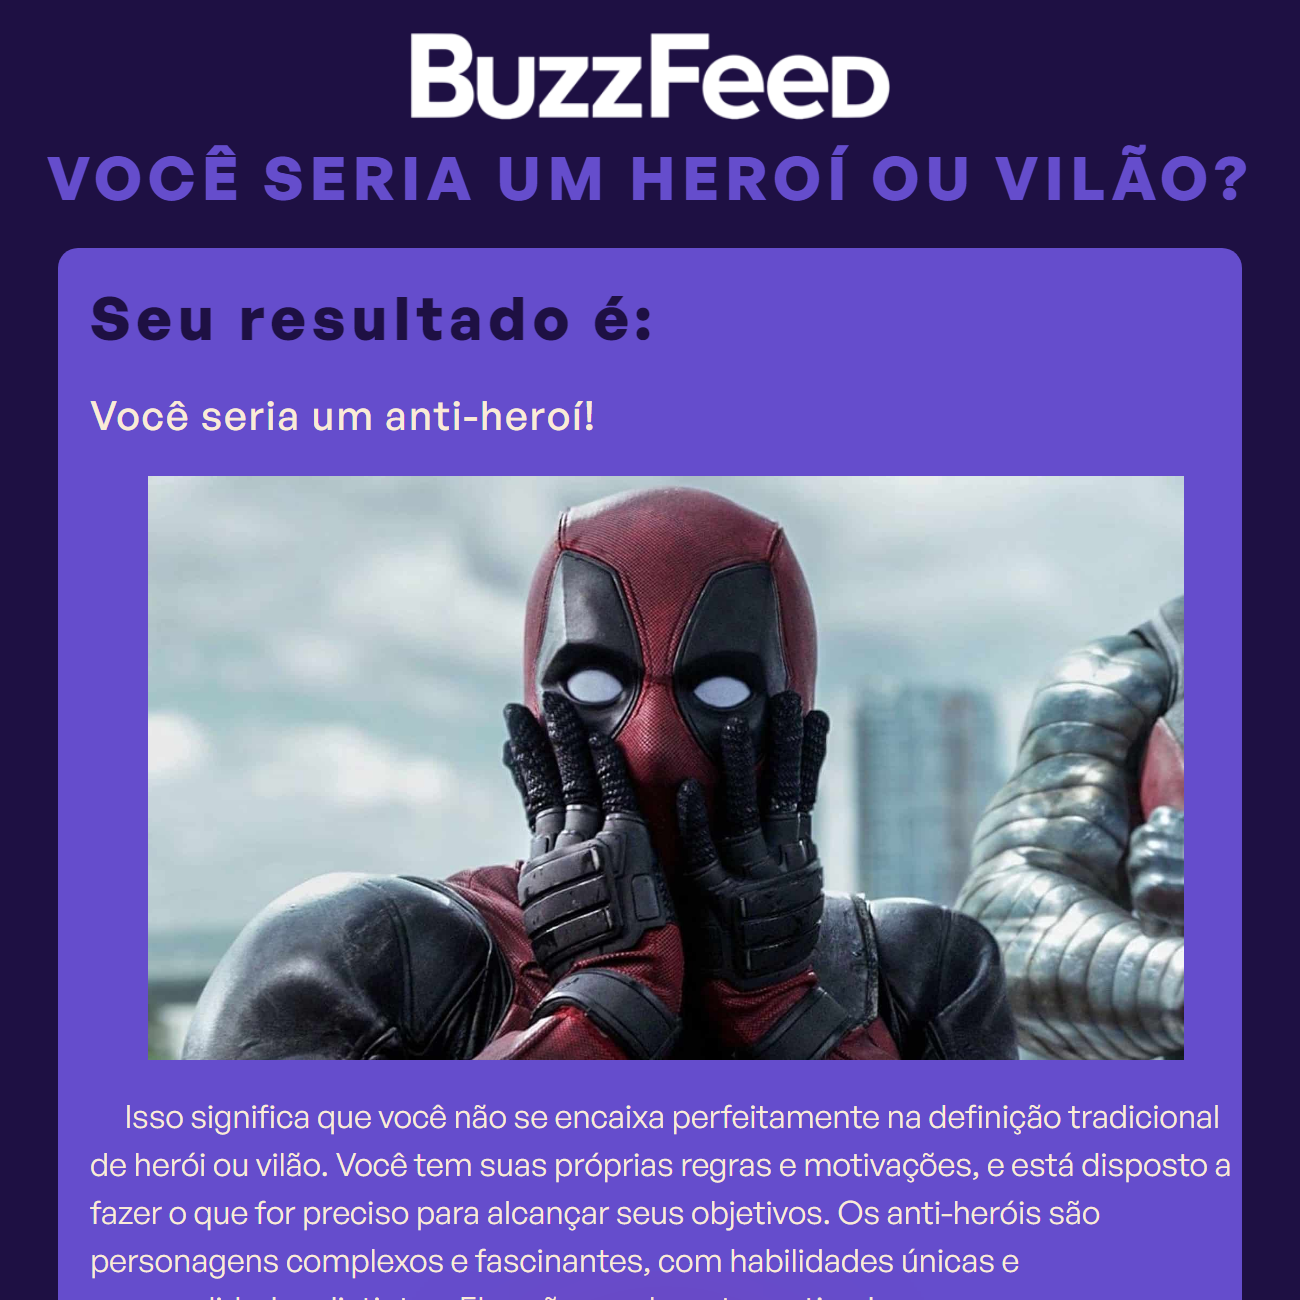 BuzzFeed
VOCÊ SERIA UM HEROÍ OU VILÃO?
Seu resultado é:
Você seria um anti-heroí!
Isso significa que você não se encaixa perfeitamente na definição tradicional
de herói ou vilão. Você tem suas próprias regras e motivações, e está disposto a
fazer o que for preciso para alcançar seus objetivos. Os anti-heróis são
personagens complexos e fascinantes, com habilidades únicas e